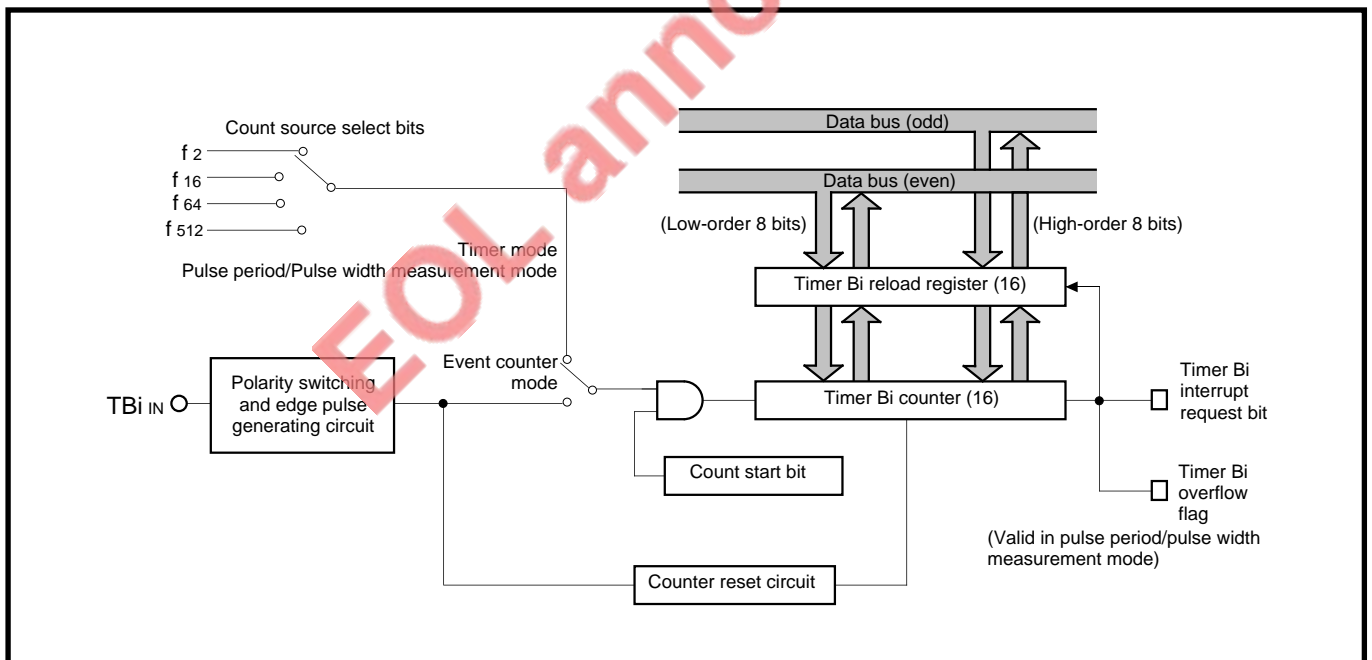 EOL anno
Count source select bits
f 2
f 16
f 64
f 512
Timer mode
Pulse period/Pulse width measurement mode
Data bus (odd)
Data bus (even)
(Low-order 8 bits)
(High-order 8 bits)
Timer Bi reload register (16)
Event counter
mode
TBi IN
Polarity switching
and edge pulse
generating circuit
Timer Bi counter (16)
Timer Bi
interrupt
request bit
Count start bit
Timer Bi
overflow
flag
(Valid in pulse period/pulse width
measurement mode)
Counter reset circuit